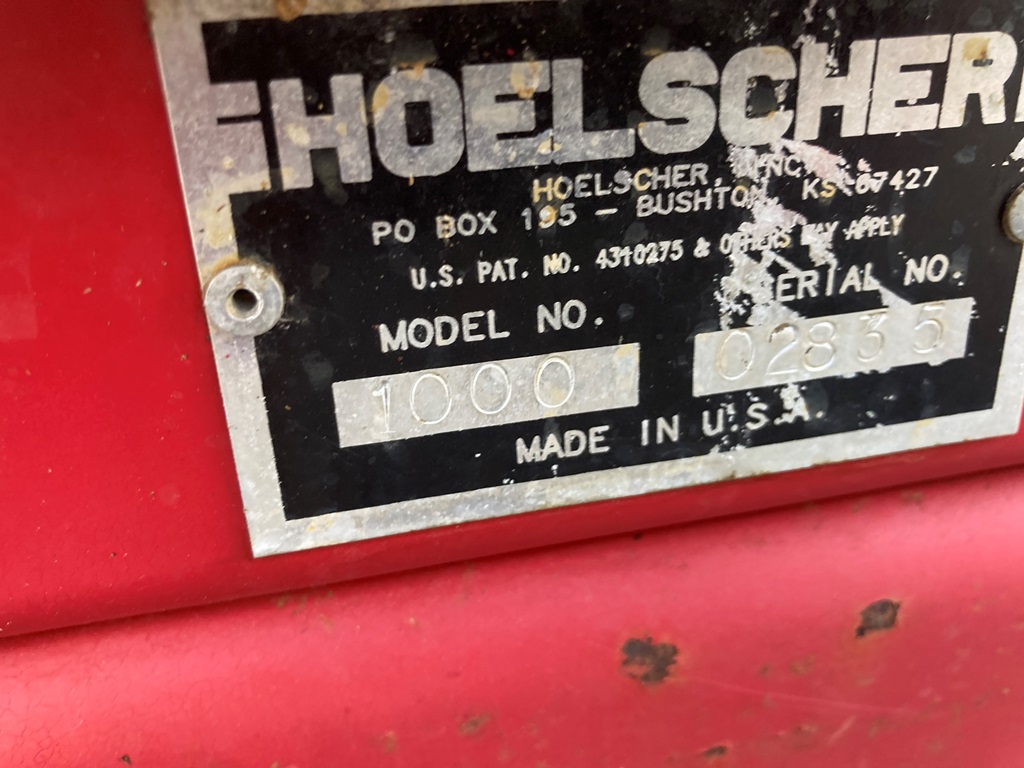 HOELSCHER
HOELSCHER, INC
PO BOX 195 - BUSHTON, KS 67427
U.S. PAT. NO. 4310275 & OTHERS MAY APPLY
MODEL NO. SERIAL NO.
1000 02835
MADE IN U.S.A.